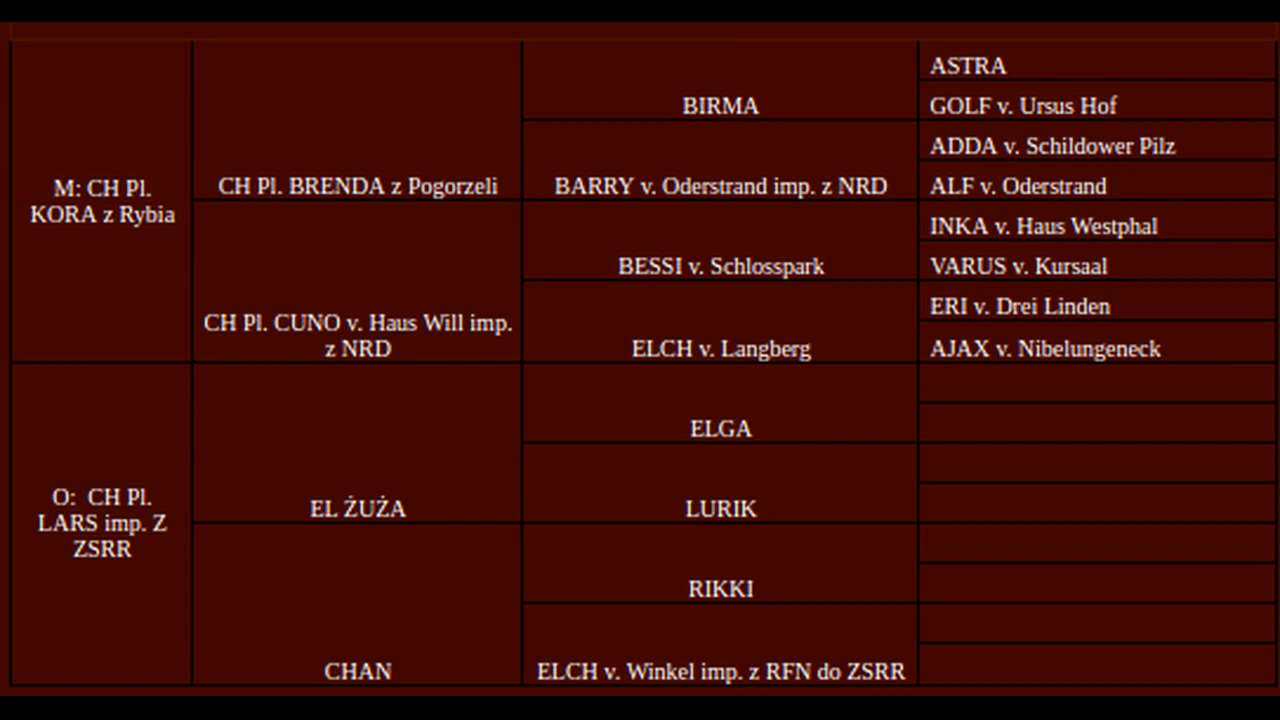 M: CH Pl.
KORA z Rybia
CH Pl. BRENDA z Pogorzeli
BIRMA
ASTRA
GOLF v. Ursus Hof
BARRY v. Oderstrand imp. z NRD
ADDA v. Schildower Pilz
ALF v. Oderstrand
CH Pl. CUNO v. Haus Will imp.
z NRD
BESSI v. Schlosspark
INKA v. Haus Westphal
VARUS v. Kursaal
ELCH v. Langberg
ERI v. Drei Linden
AJAX v. Nibelungeneck
O:  CH Pl.
LARS imp. Z
ZSRR
EL ŻUŻA
ELGA
LURIK
CHAN
RIKKI
ELCH v. Winkel imp. z RFN do ZSRR